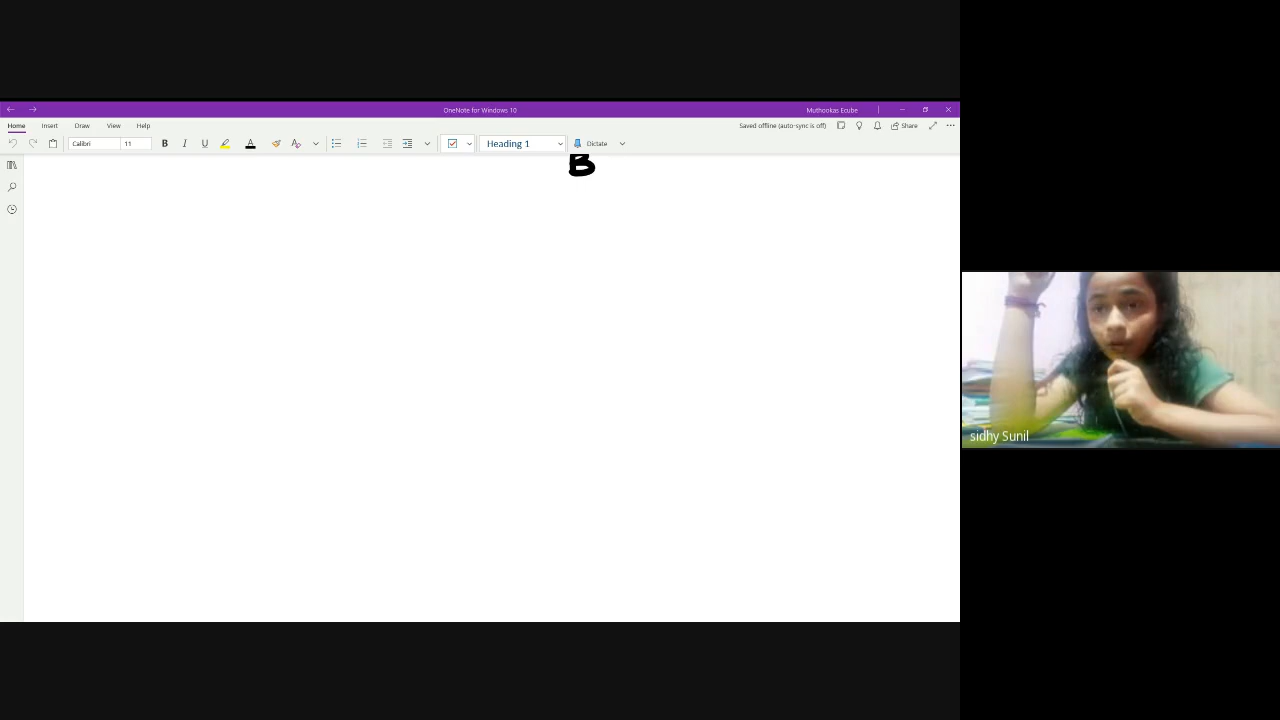 OneNote for Windows 10
Muthookas Ecube
Home Insert Draw View Help
Saved offline (auto-sync is off) Share
Calibri 11 B I U A Heading 1 Dictate
B
sidhy Sunil